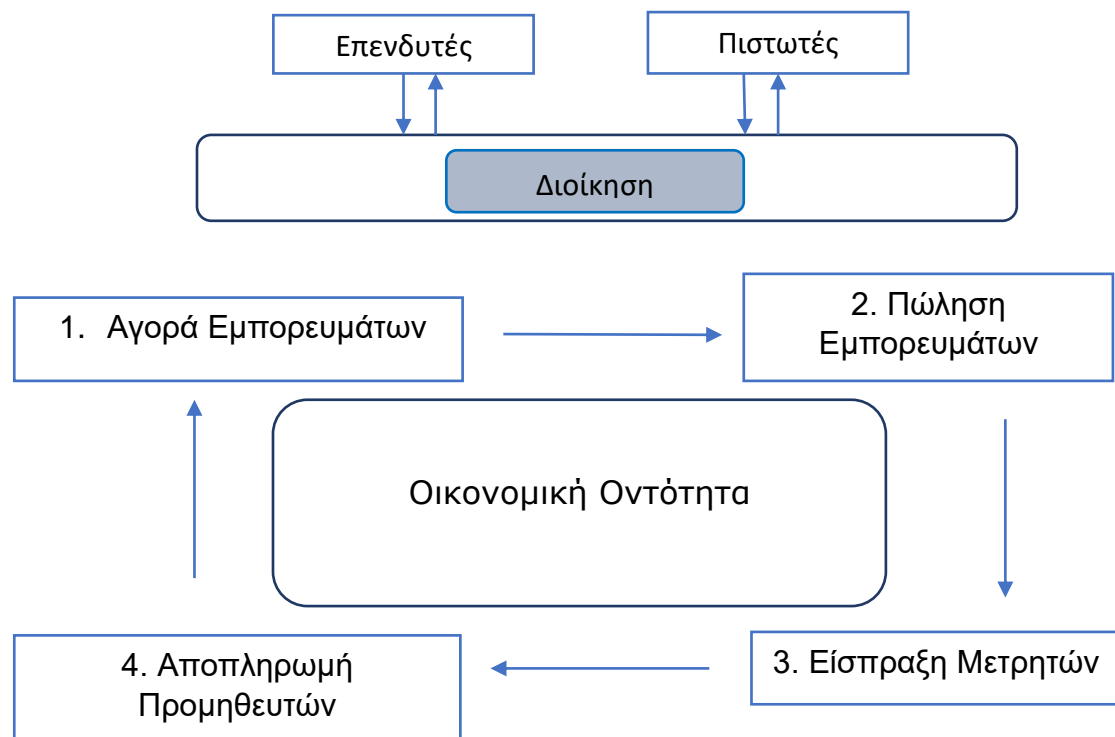 Επενδυτές
Πιστωτές
Διοίκηση
1. Αγορά Εμπορευμάτων
2. Πώληση
Εμπορευμάτων
Οικονομική Οντότητα
4. Αποπληρωμή
Προμηθευτών
3. Είσπραξη Μετρητών